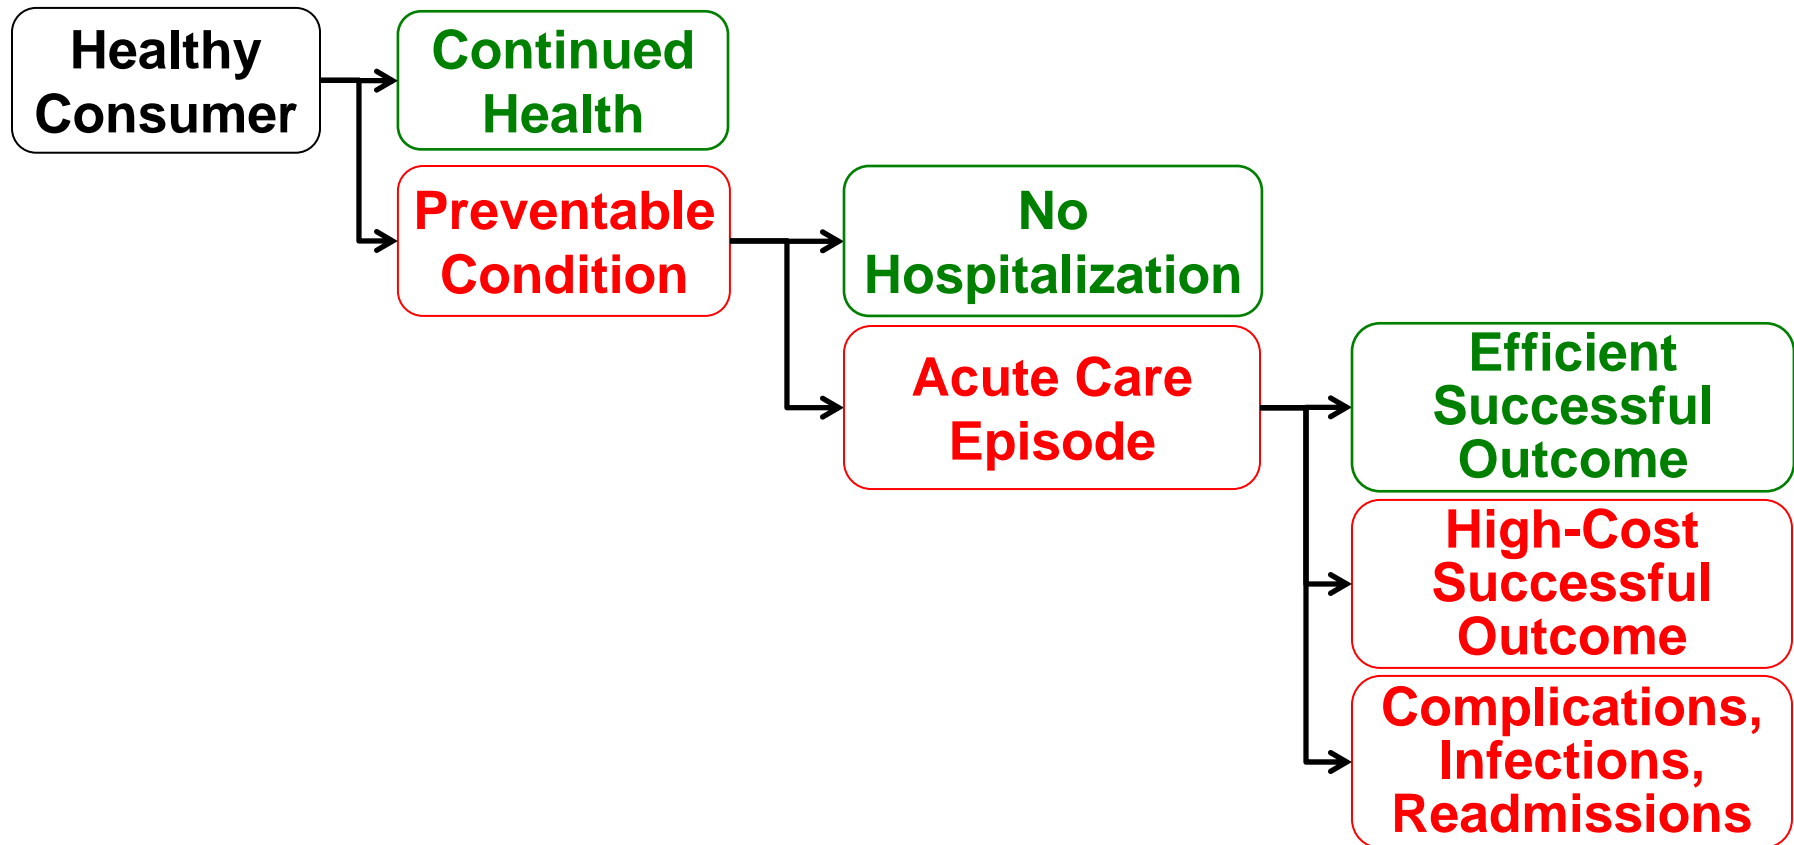 Healthy
Consumer
Continued
Health
Preventable
Condition
No
Hospitalization
Acute Care
Episode
Efficient
Successful
Outcome
High-Cost
Successful
Outcome
Complications,
Infections,
Readmissions